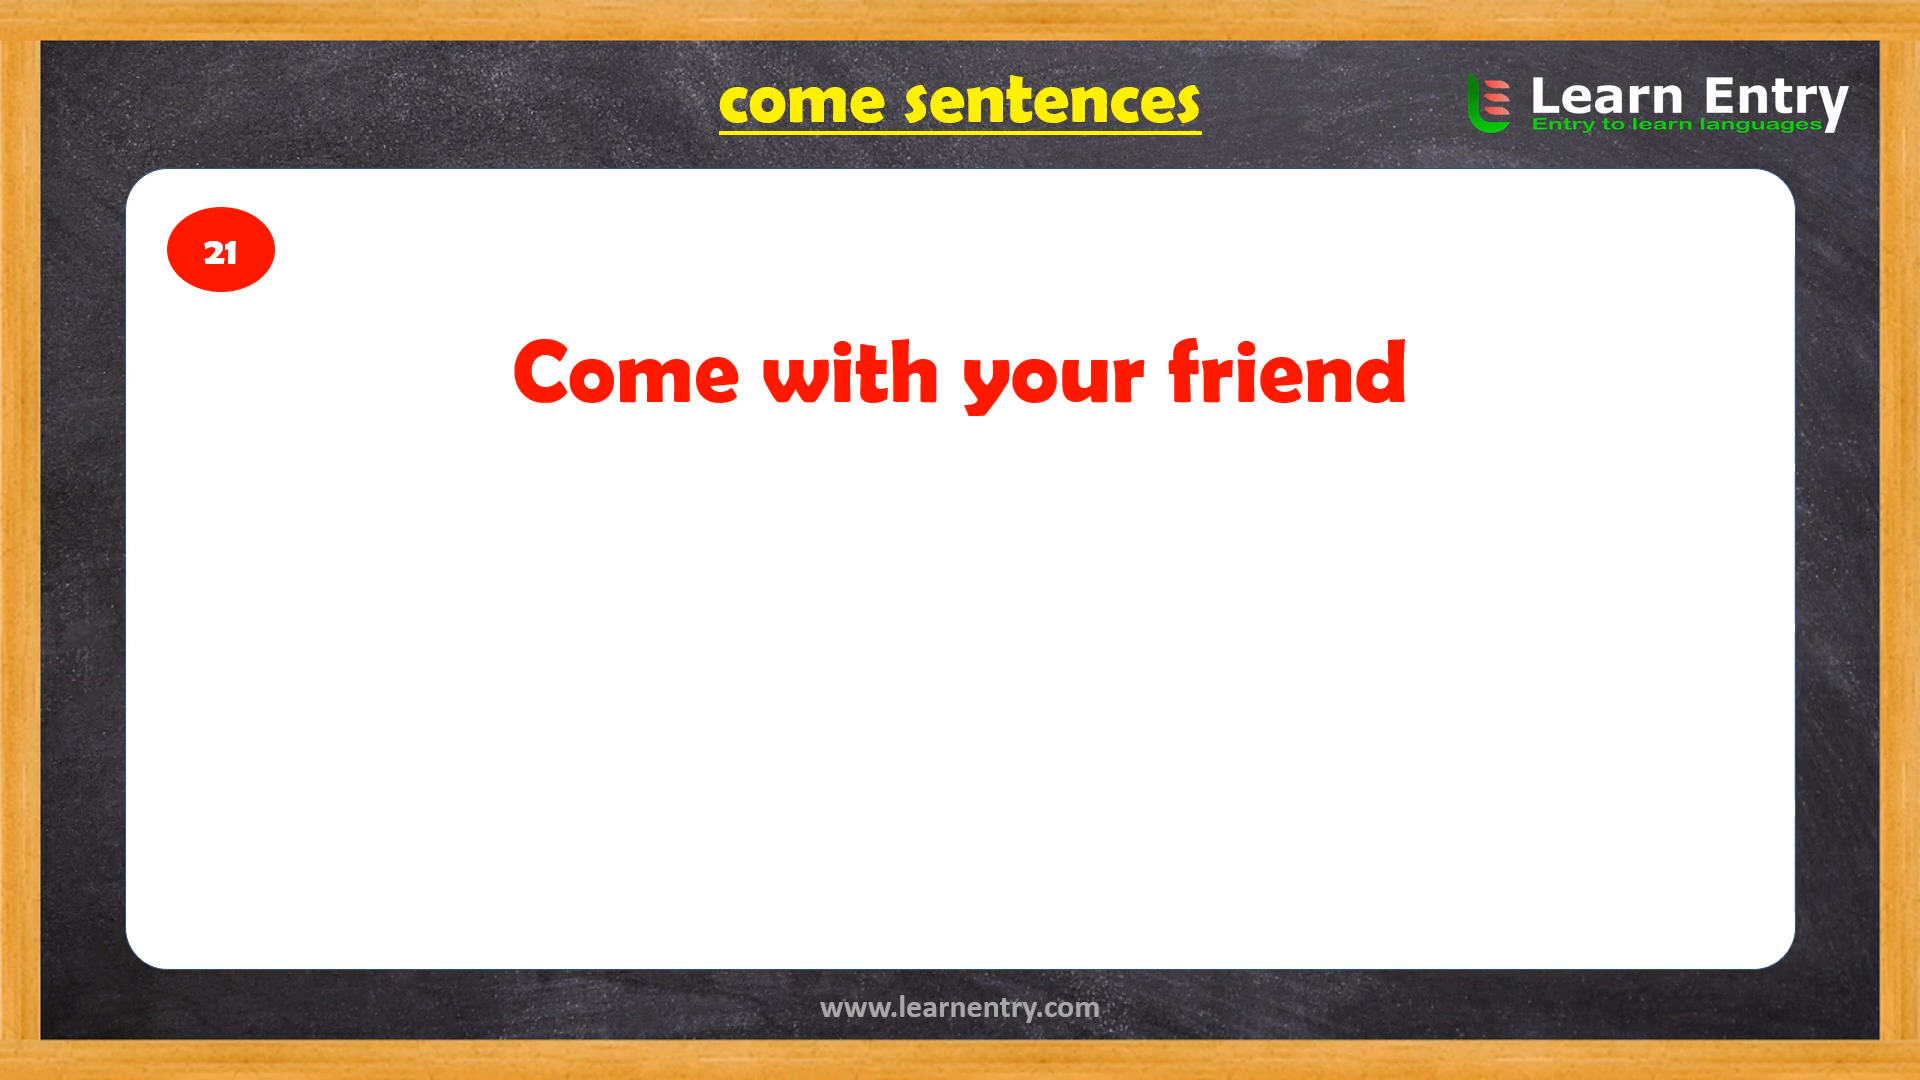 come sentences
Learn Entry
Entry to learn languages
21
Come with your friend
www.learnentry.com